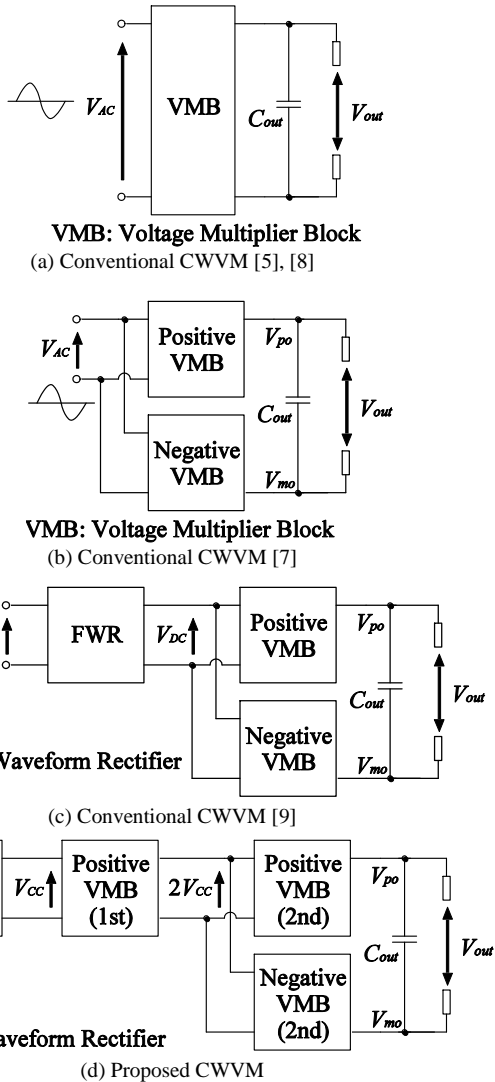 V_AC
VMB
C_out
V_out
VMB: Voltage Multiplier Block
(a) Conventional CWVM [5], [8]
V_AC
Positive
VMB
V_po
C_out
V_out
Negative
VMB
V_mo
VMB: Voltage Multiplier Block
(b) Conventional CWVM [7]
FWR
V_DC
Positive
VMB
V_po
C_out
V_out
Negative
VMB
V_mo
Waveform Rectifier
(c) Conventional CWVM [9]
V_CC
Positive
VMB
(1st)
2V_CC
Positive
VMB
(2nd)
V_po
C_out
V_out
Negative
VMB
(2nd)
V_mo
Waveform Rectifier
(d) Proposed CWVM